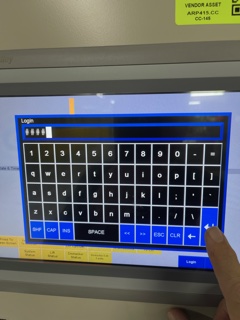 VENDOR ASSET
ARP415.CC
CC-145
Login
1 2 3 4 5 6 7 8 9 0 - =
q w e r t y u i o p [ ]
a s d f g h j k l ; '
z x c v b n m , . / \
SHF CAP INS SPACE << >> ESC CLR ←
Login